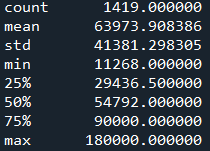 count 1419.000000
mean 63973.908386
std 41381.298305
min 11268.000000
25% 29436.500000
50% 54792.000000
75% 90000.000000
max 180000.000000